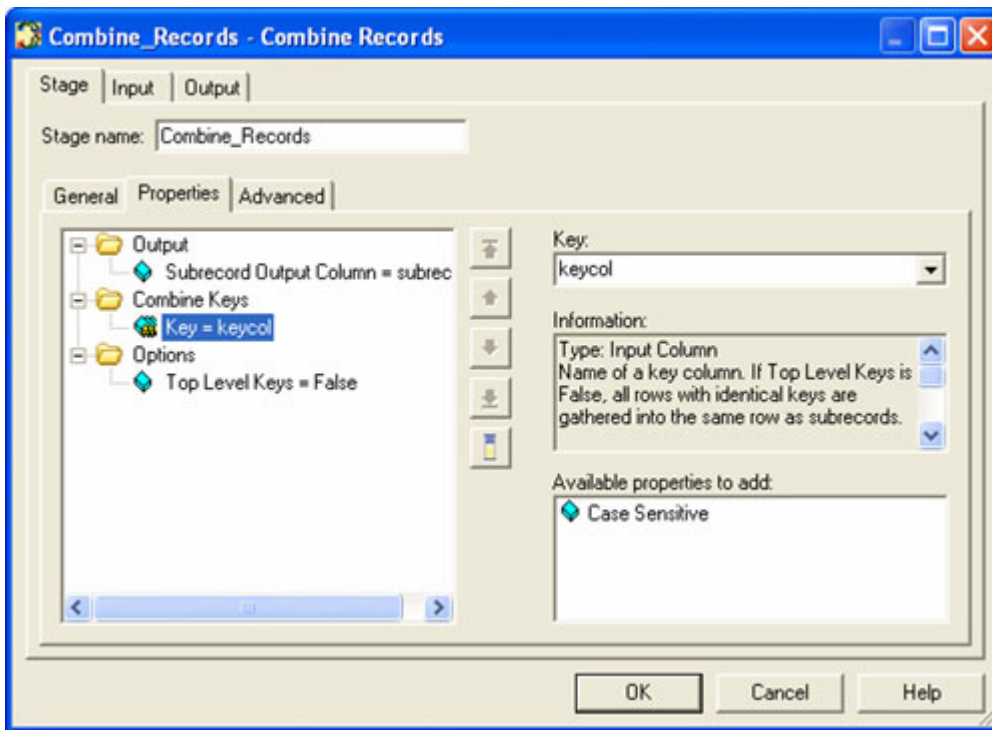 Combine_Records - Combine Records
Stage Input Output
Stage name: Combine_Records
General Properties Advanced
Output
Subrecord Output Column = subrec
Combine Keys
Key = keycol
Options
Top Level Keys = False
Key:
keycol
Information:
Type: Input Column
Name of a key column. If Top Level Keys is
False, all rows with identical keys are
gathered into the same row as subrecords.
Available properties to add:
Case Sensitive
OK Cancel Help